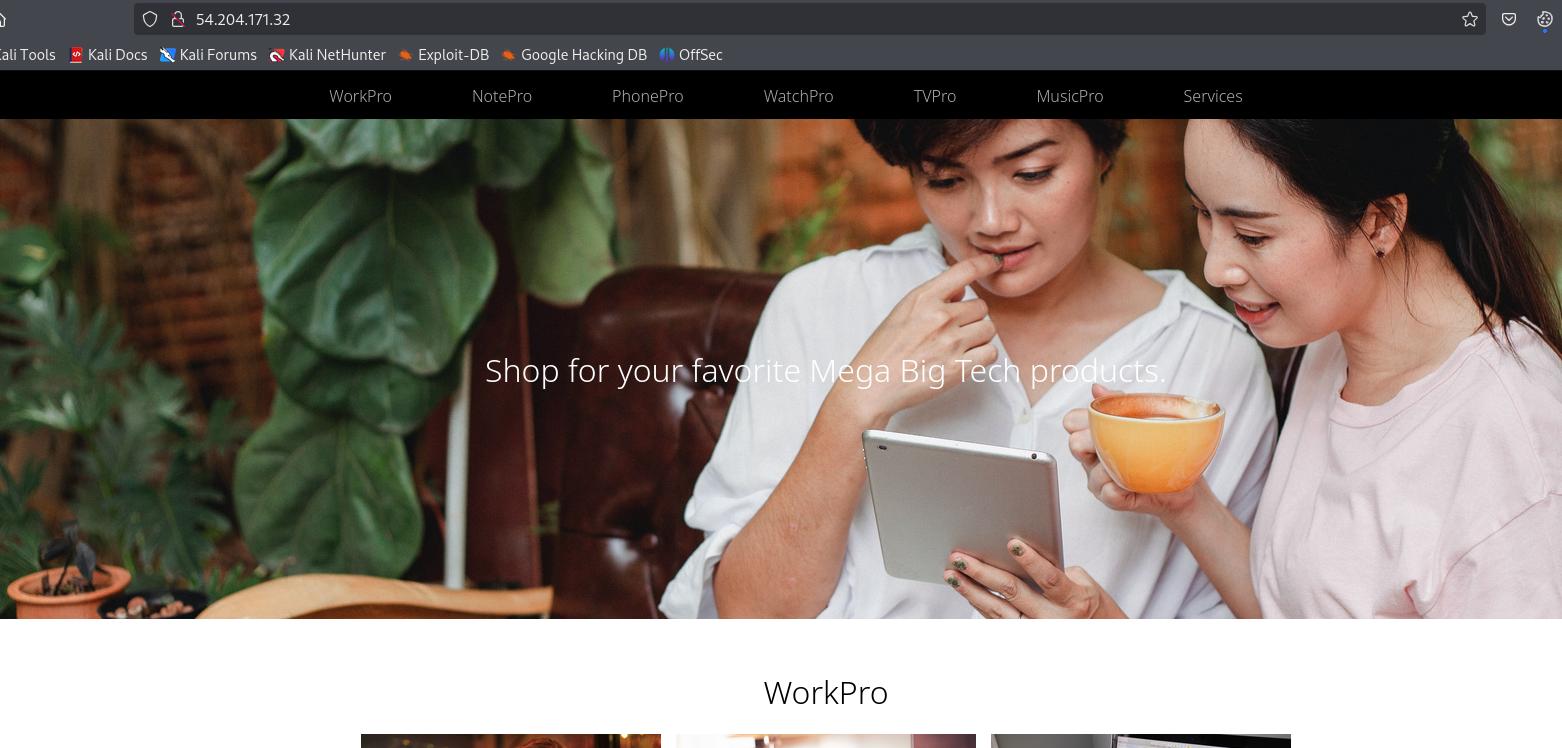 54.204.171.32
Kali Tools Kali Docs Kali Forums Kali NetHunter Exploit-DB Google Hacking DB OffSec
WorkPro NotePro PhonePro WatchPro TVPro MusicPro Services
Shop for your favorite Mega Big Tech products.
WorkPro